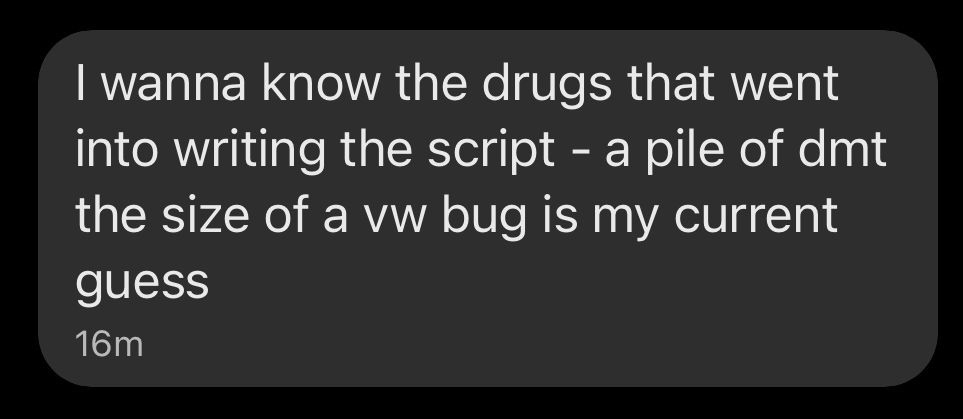 I wanna know the drugs that went
into writing the script - a pile of dmt
the size of a vw bug is my current
guess
16m